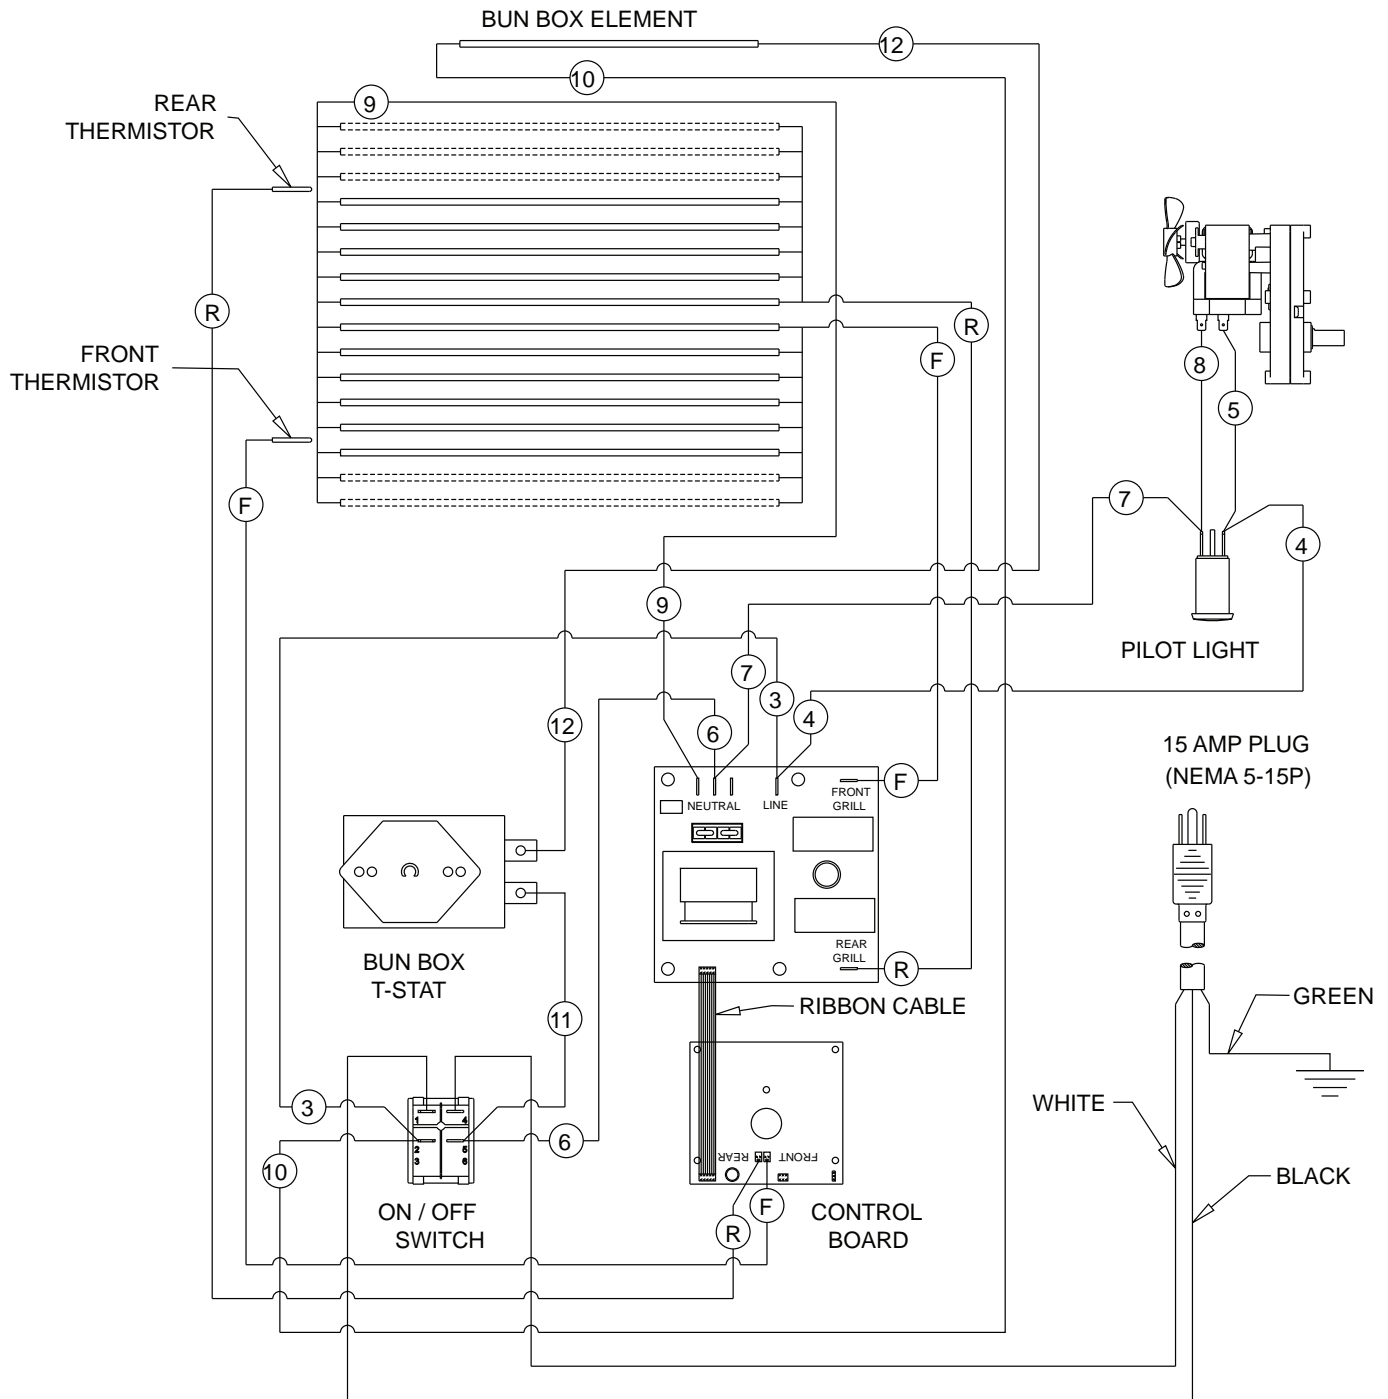 BUN BOX ELEMENT
12
10
9
REAR
THERMISTOR
R
R
FRONT
THERMISTOR
F
F
8
5
7
4
9
PILOT LIGHT
7
3
4
12
6
15 AMP PLUG
(NEMA 5-15P)
NEUTRAL
LINE
FRONT
GRILL
F
REAR
GRILL
R
BUN BOX
T-STAT
RIBBON CABLE
GREEN
11
WHITE
3
1
4
2
5
3
6
6
10
REAR
FRONT
BLACK
ON / OFF
SWITCH
R
F
CONTROL
BOARD